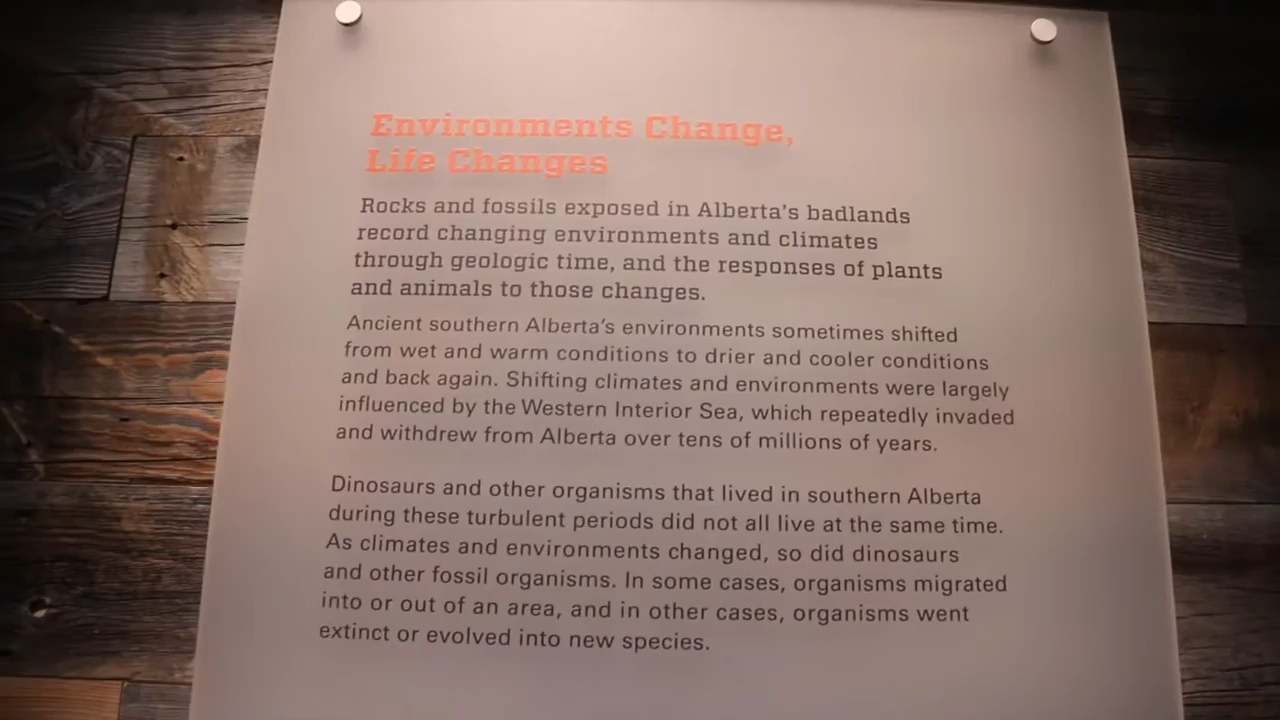 Environments Change,
Life Changes
Rocks and fossils exposed in Alberta's badlands
record changing environments and climates
through geologic time, and the responses of plants
and animals to those changes.
Ancient southern Alberta's environments sometimes shifted
from wet and warm conditions to drier and cooler conditions
and back again. Shifting climates and environments were largely
influenced by the Western Interior Sea, which repeatedly invaded
and withdrew from Alberta over tens of millions of years.
Dinosaurs and other organisms that lived in southern Alberta
during these turbulent periods did not all live at the same time.
As climates and environments changed, so did dinosaurs
and other fossil organisms. In some cases, organisms migrated
into or out of an area, and in other cases, organisms went
extinct or evolved into new species.